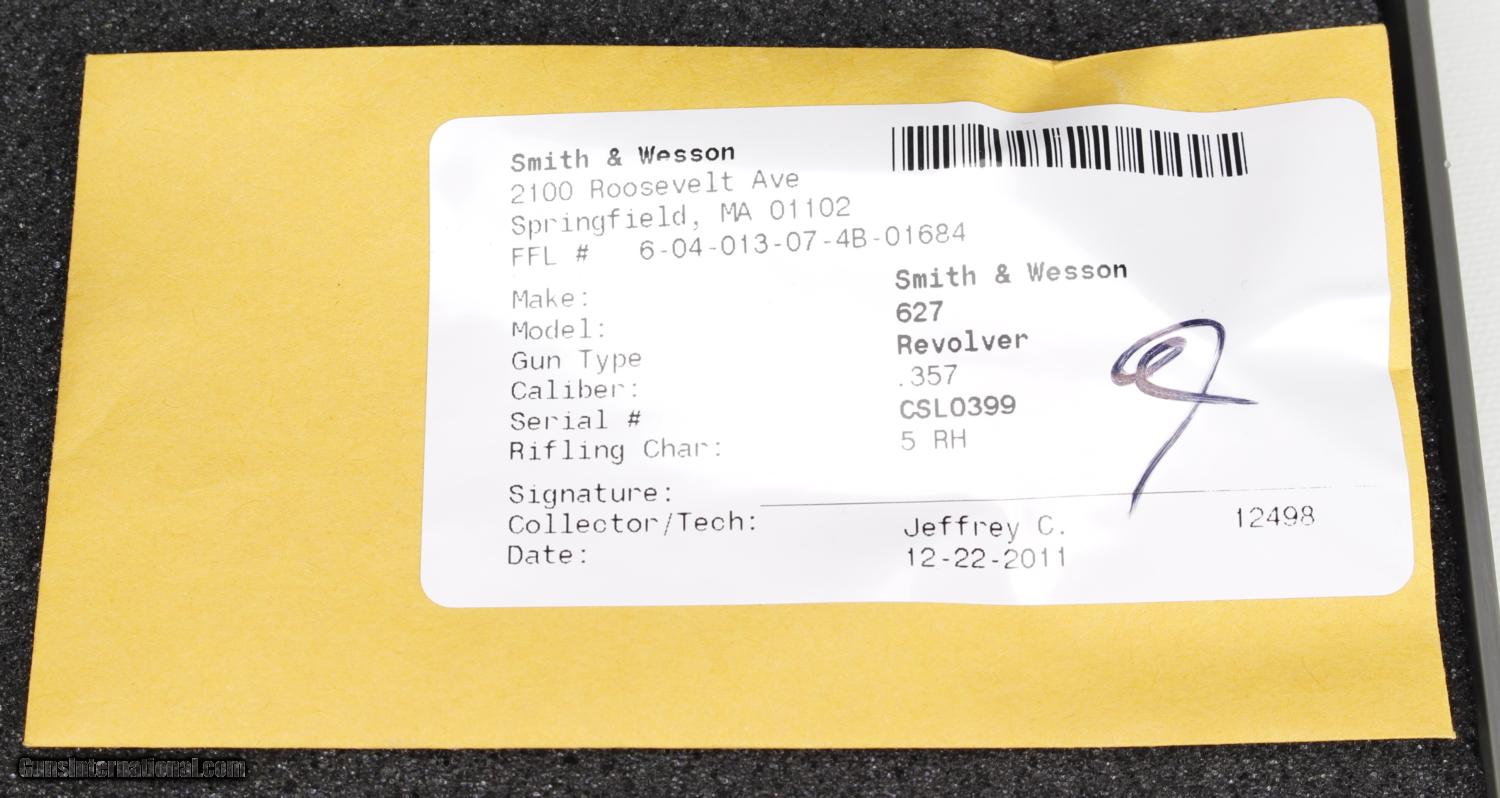 Smith & Wesson
2100 Roosevelt Ave
Springfield, MA 01102
FFL # 6-04-013-07-4B-01684
Make: Smith & Wesson
Model: 627
Gun Type Revolver
Caliber: .357
Serial # CSL0399
Rifling Char: 5 RH
Signature:
Collector/Tech: Jeffrey C. 12498
Date: 12-22-2011
GunsInternational.com